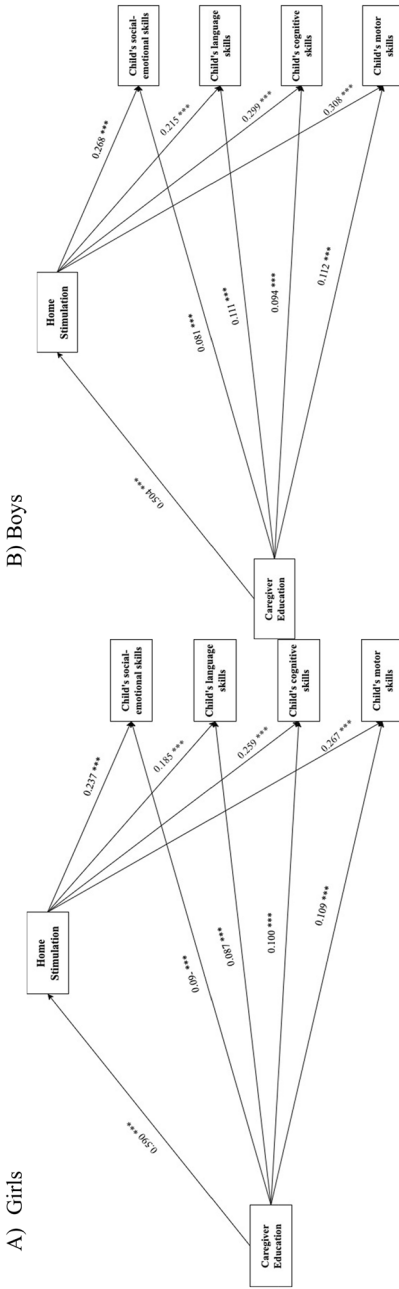 A) Girls
Home
Stimulation
Caregiver
Education
Child's social-
emotional skills
Child's language
skills
Child's cognitive
skills
Child's motor
skills
0.590 ***
0.237 ***
0.185 ***
0.259 ***
0.267 ***
0.09- ***
0.087 ***
0.100 ***
0.109 ***
B) Boys
Home
Stimulation
Caregiver
Education
Child's social-
emotional skills
Child's language
skills
Child's cognitive
skills
Child's motor
skills
0.504 ***
0.268 ***
0.215 ***
0.299 ***
0.308 ***
0.081 ***
0.111 ***
0.094 ***
0.112 ***